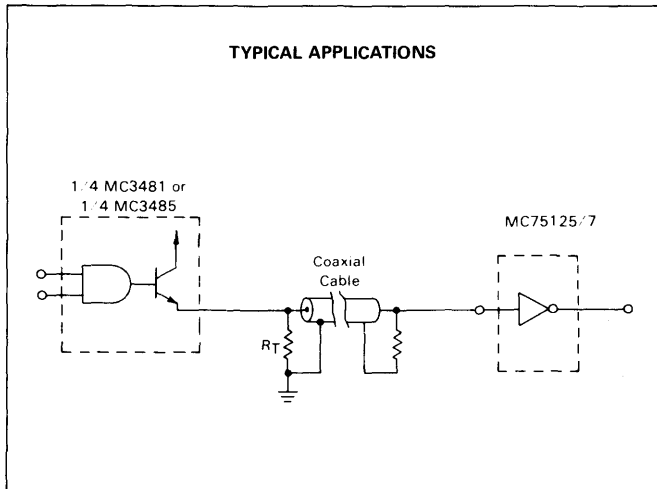 TYPICAL APPLICATIONS
1/4 MC3481 or
1/4 MC3485
MC75125/7
Coaxial
Cable
RT